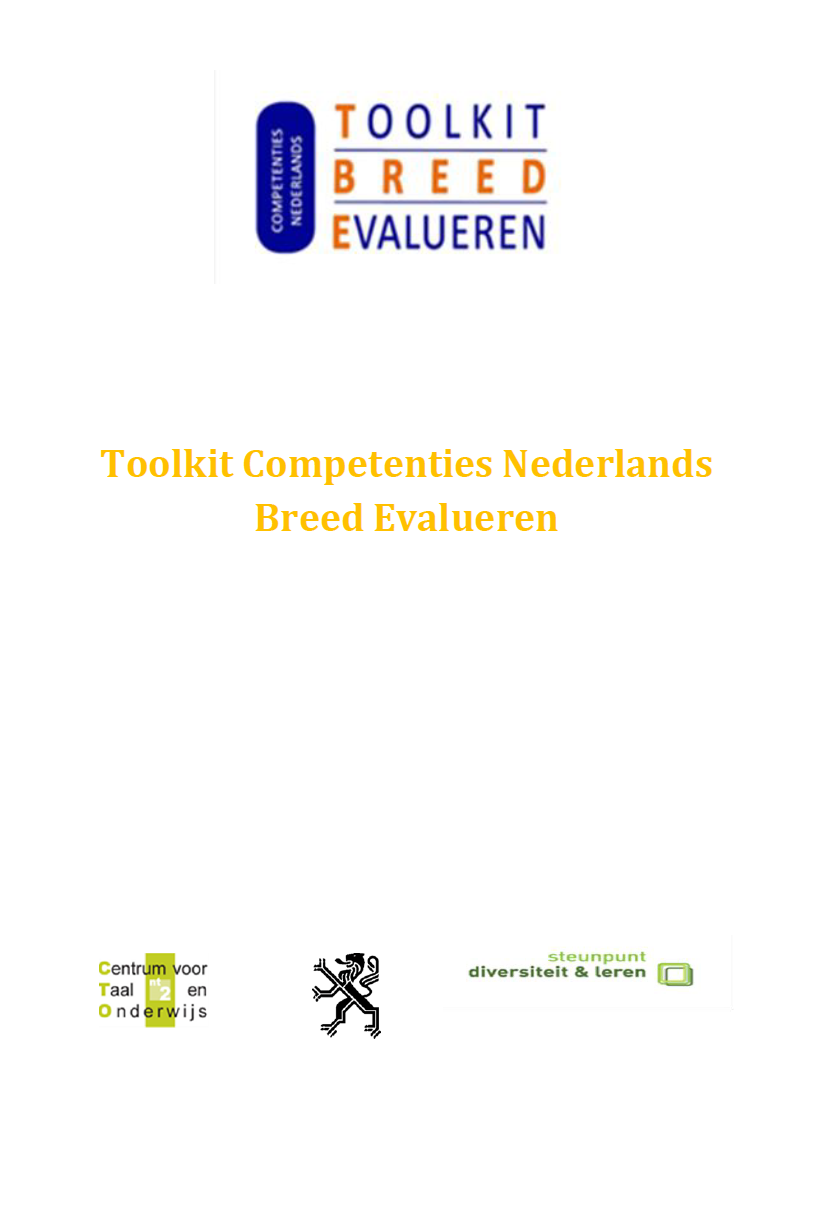 COMPETENTIES
NEDERLANDS
TOOLKIT
BREED
EVALUEREN
Toolkit Competenties Nederlands
Breed Evalueren
Centrum voor
Taal nt2 en
Onderwijs
steunpunt
diversiteit & leren